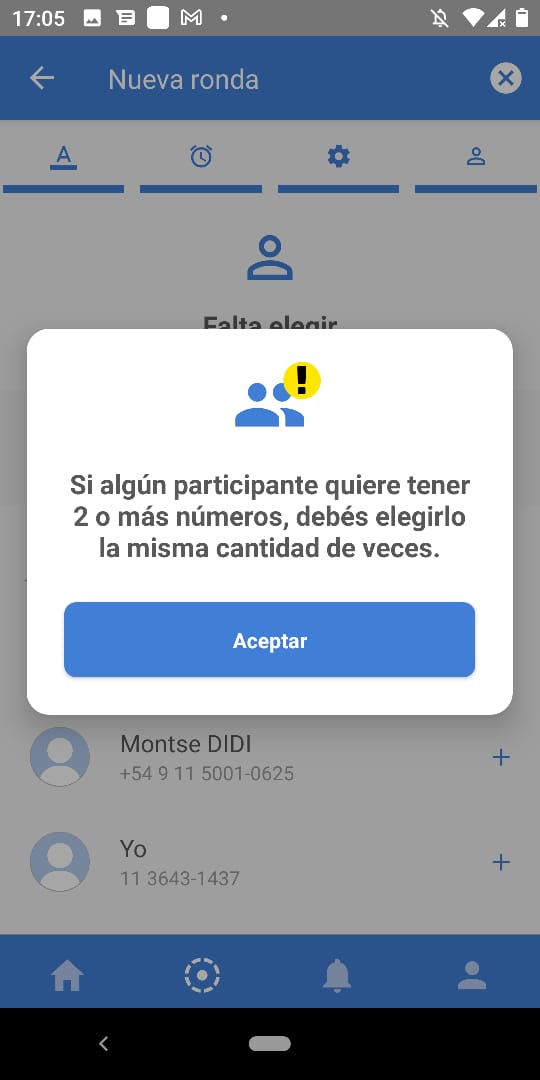 17:05
Nueva ronda
A
Falta elegir
Si algún participante quiere tener
2 o más números, debés elegirlo
la misma cantidad de veces.
Aceptar
Montse DIDI
+54 9 11 5001-0625
Yo
11 3643-1437